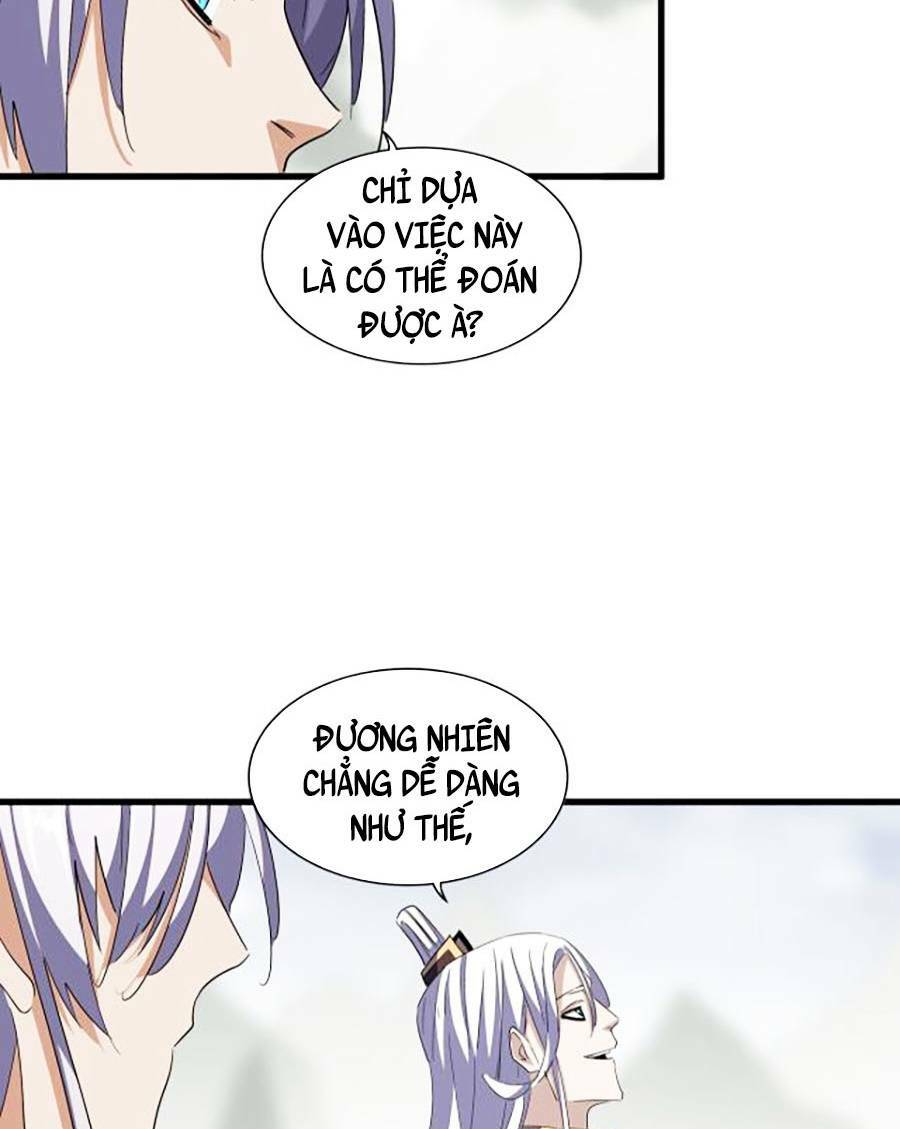 CHỈ DỰA
VÀO VIỆC NÀY
LÀ CÓ THỂ ĐOÁN
ĐƯỢC À?
ĐƯƠNG NHIÊN
CHẲNG DỄ DÀNG
NHƯ THẾ,